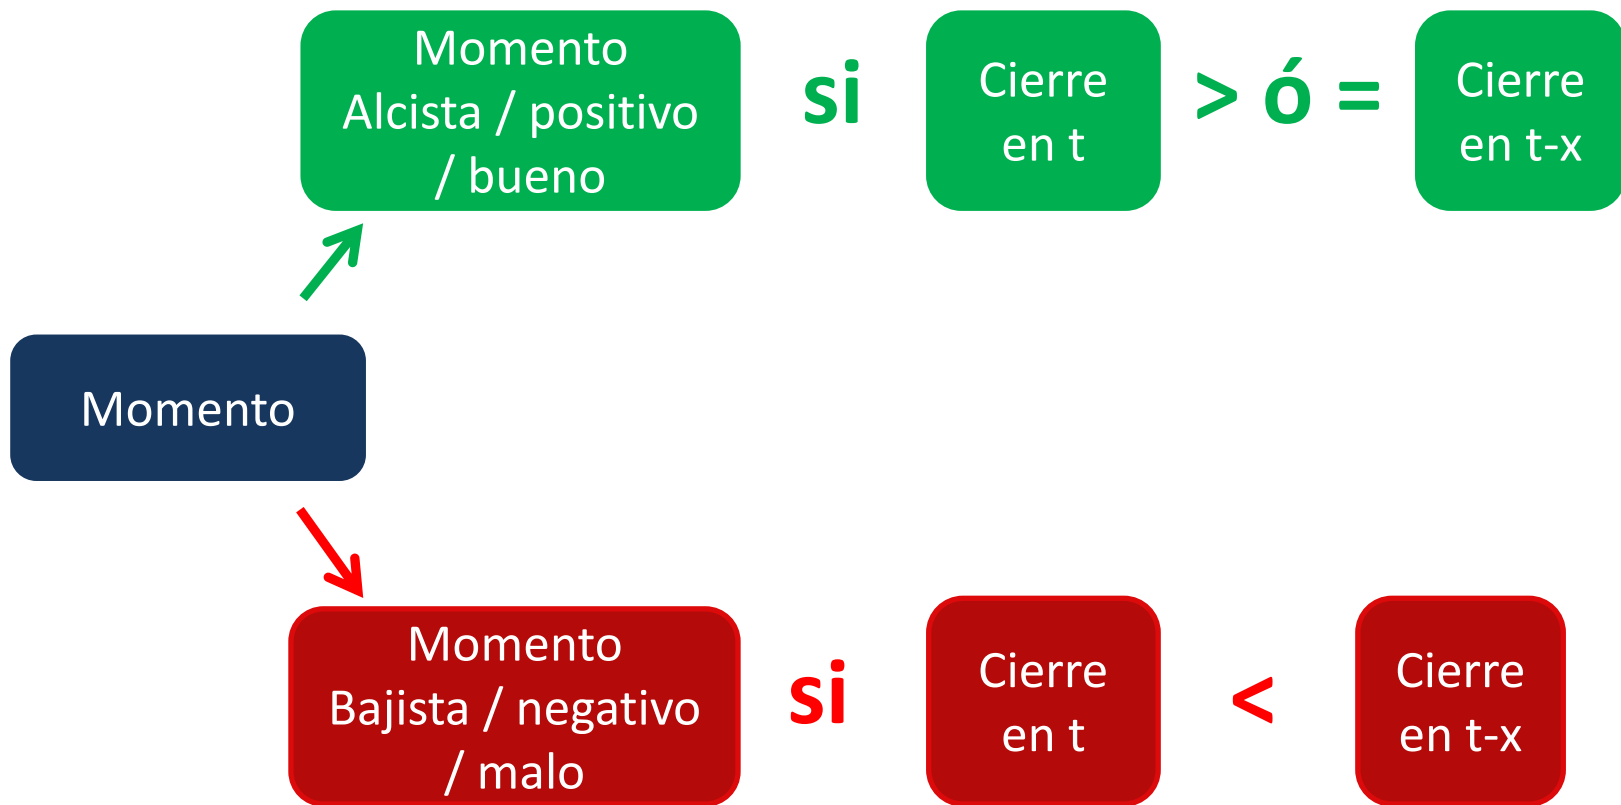 Momento
Alcista / positivo
/ bueno
si
Cierre
en t
> ó =
Cierre
en t-x
Momento
Momento
Bajista / negativo
/ malo
si
Cierre
en t
<
Cierre
en t-x